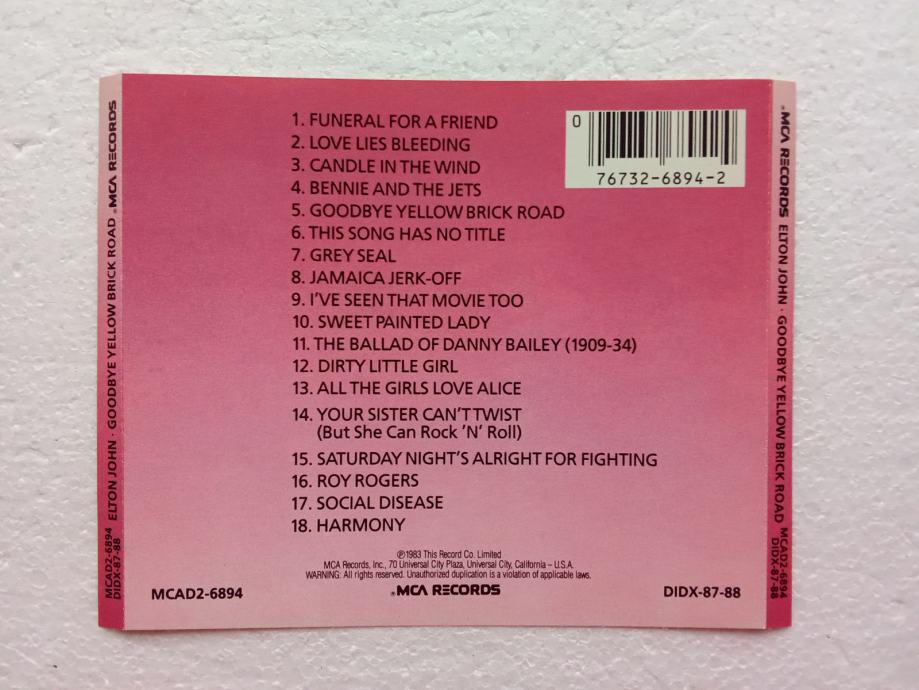 1. FUNERAL FOR A FRIEND
2. LOVE LIES BLEEDING
3. CANDLE IN THE WIND
4. BENNIE AND THE JETS
5. GOODBYE YELLOW BRICK ROAD
6. THIS SONG HAS NO TITLE
7. GREY SEAL
8. JAMAICA JERK-OFF
9. I'VE SEEN THAT MOVIE TOO
10. SWEET PAINTED LADY
11. THE BALLAD OF DANNY BAILEY (1909-34)
12. DIRTY LITTLE GIRL
13. ALL THE GIRLS LOVE ALICE
14. YOUR SISTER CAN'T TWIST
(But She Can Rock 'N' Roll)
15. SATURDAY NIGHT'S ALRIGHT FOR FIGHTING
16. ROY ROGERS
17. SOCIAL DISEASE
18. HARMONY
0
76732-6894-2
℗1983 This Record Co. Limited
MCA Records, Inc., 70 Universal City Plaza, Universal City, California – U.S.A.
WARNING: All rights reserved. Unauthorized duplication is a violation of applicable laws.
MCA RECORDS
MCAD2-6894
DIDX-87-88
MCAD2-6894
DIDX-87-88
ELTON JOHN · GOODBYE YELLOW BRICK ROAD
MCA RECORDS
MCA RECORDS
ELTON JOHN · GOODBYE YELLOW BRICK ROAD
MCAD2-6894
DIDX-87-88